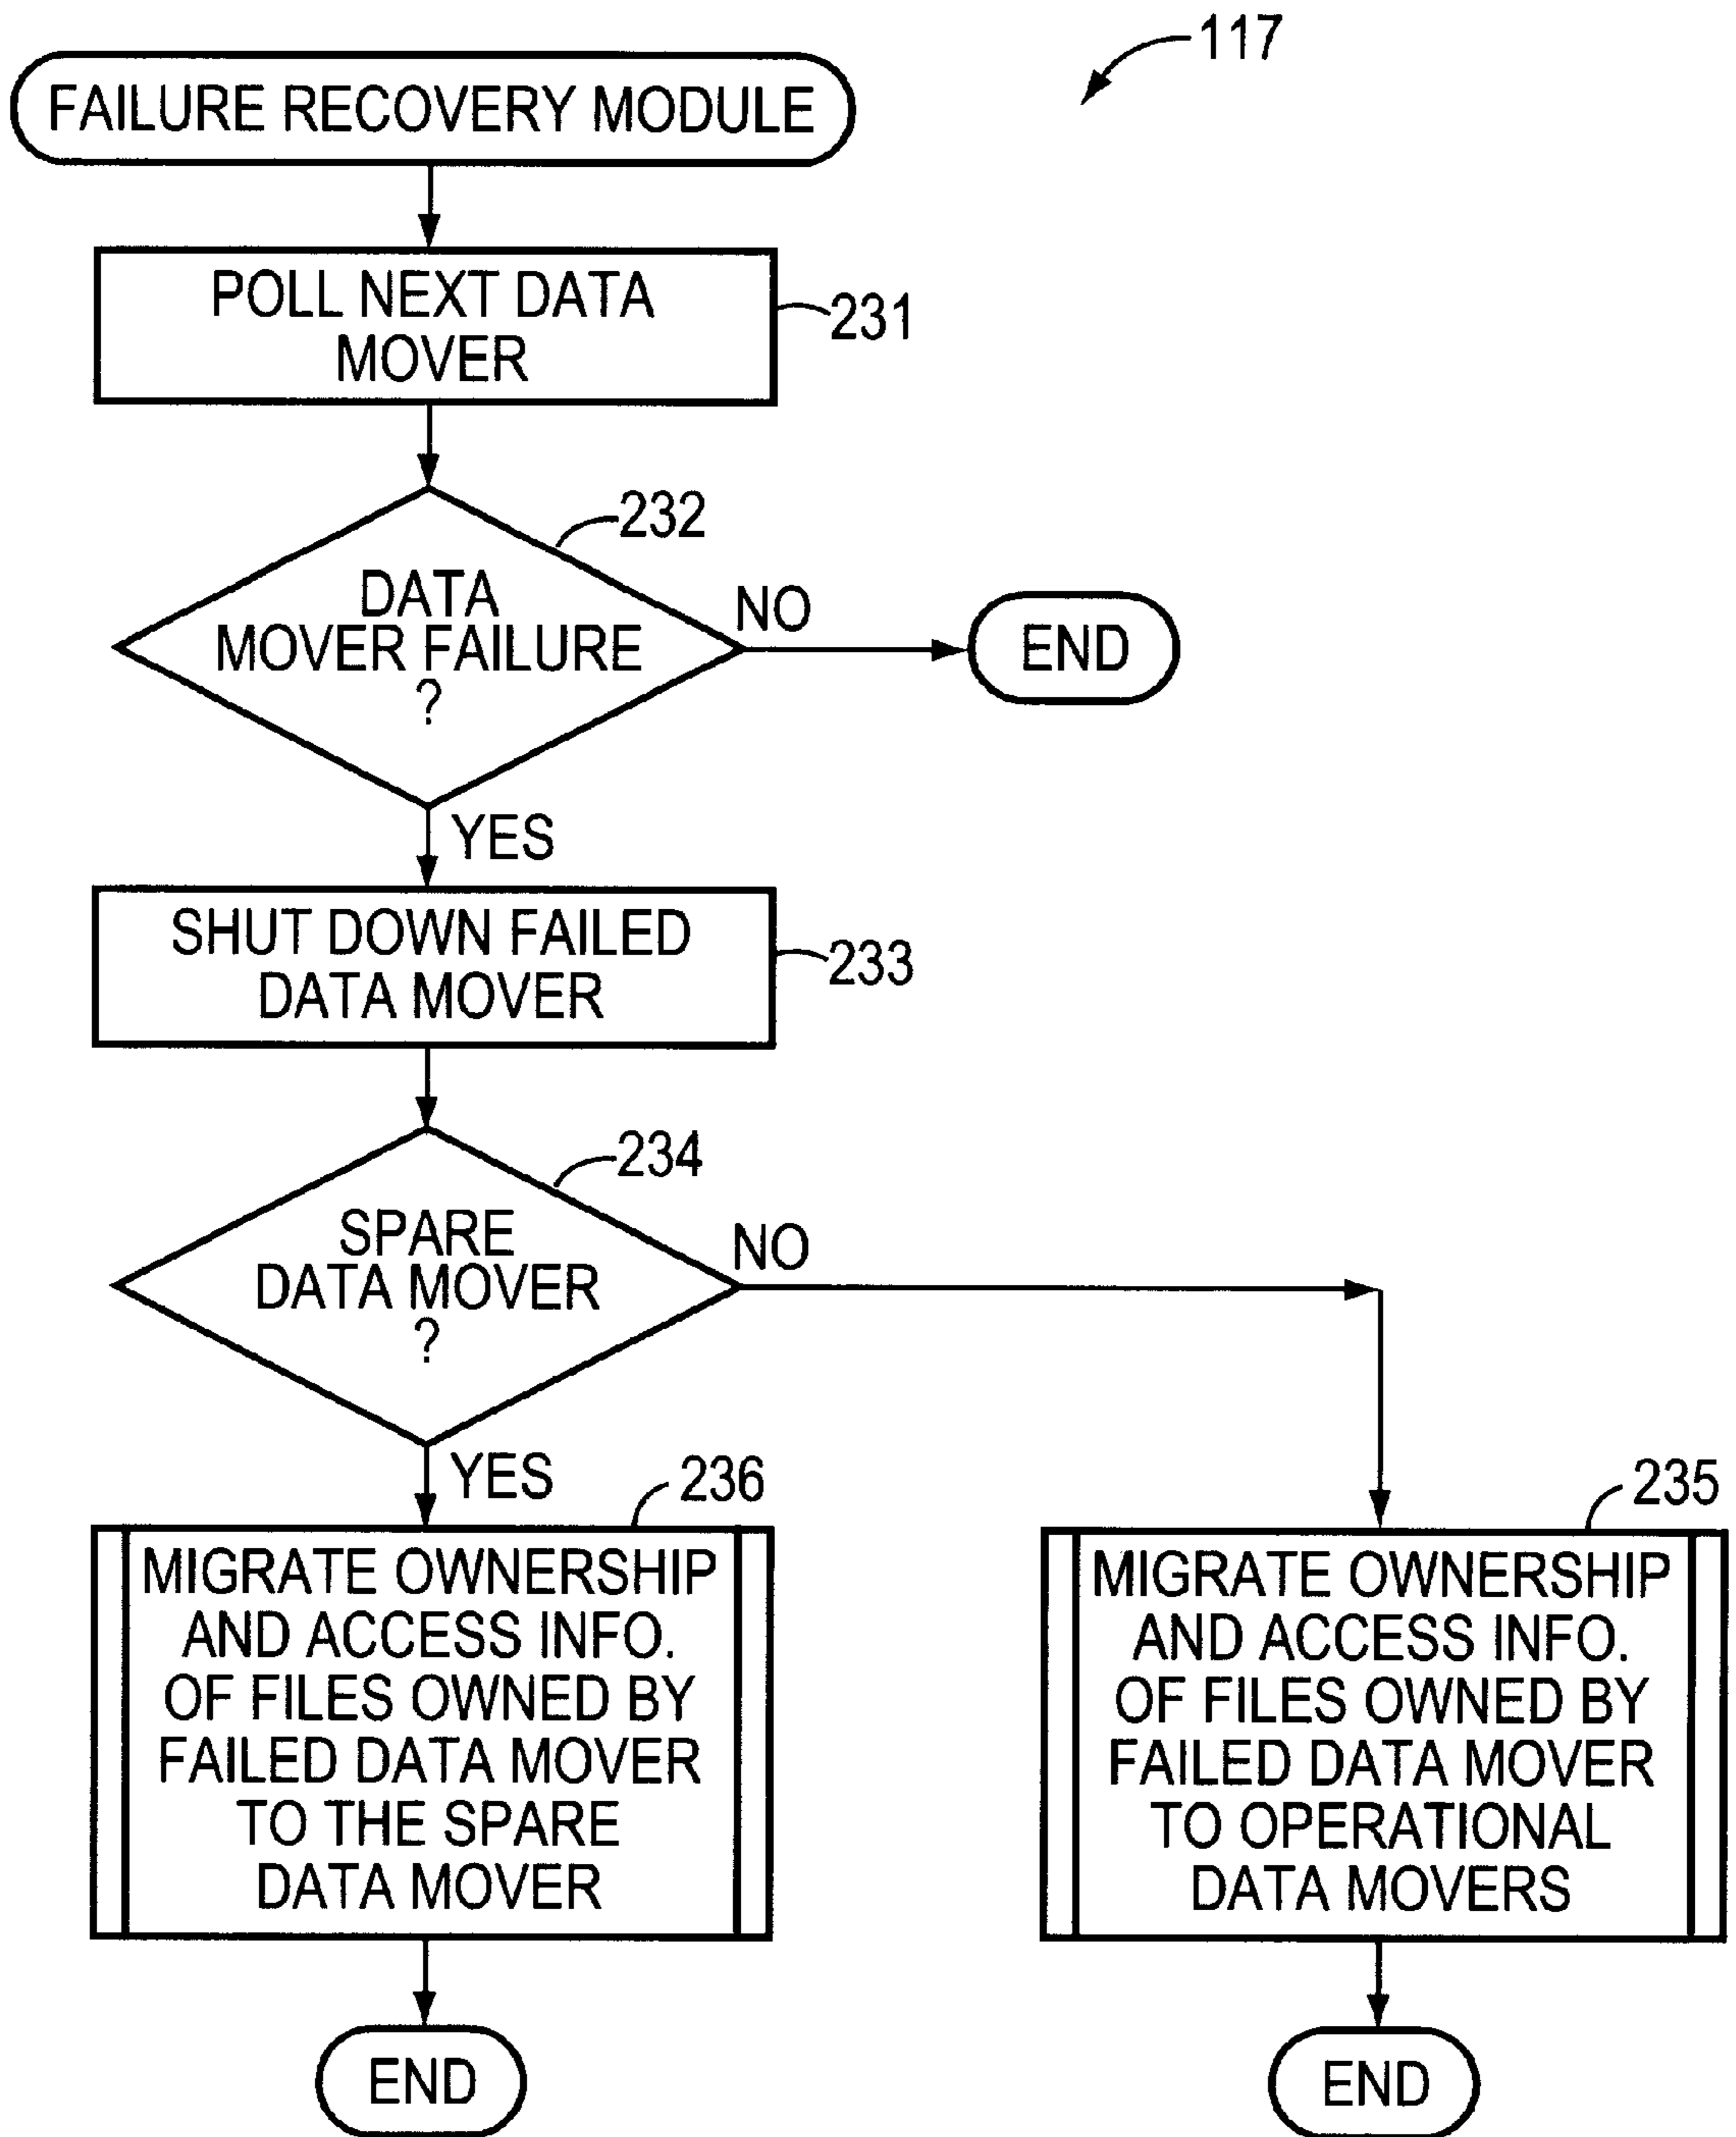 117
FAILURE RECOVERY MODULE
POLL NEXT DATA
MOVER
231
232
DATA
MOVER FAILURE
?
NO
END
YES
SHUT DOWN FAILED
DATA MOVER
233
234
SPARE
DATA MOVER
?
NO
YES
236
MIGRATE OWNERSHIP
AND ACCESS INFO.
OF FILES OWNED BY
FAILED DATA MOVER
TO THE SPARE
DATA MOVER
END
235
MIGRATE OWNERSHIP
AND ACCESS INFO.
OF FILES OWNED BY
FAILED DATA MOVER
TO OPERATIONAL
DATA MOVERS
END